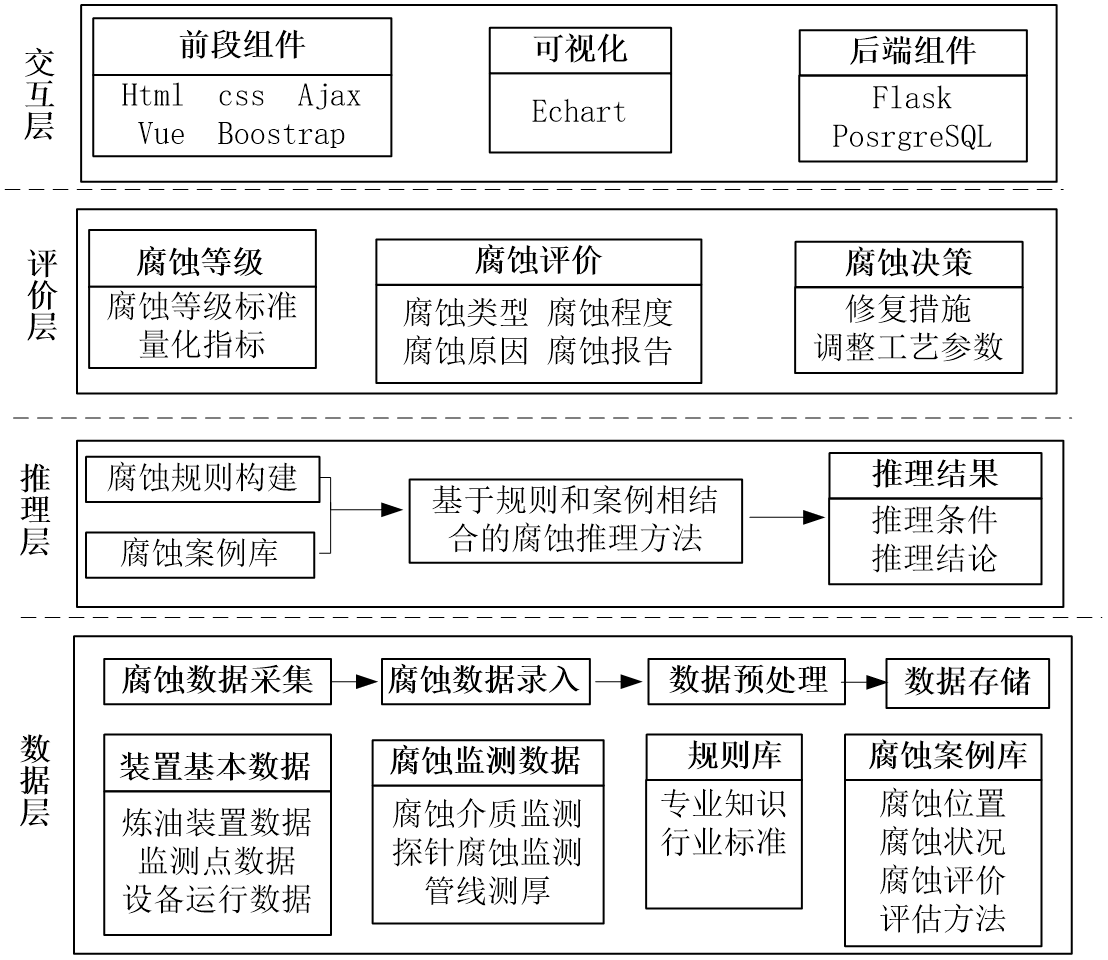 交互层
前段组件
Html css Ajax
Vue Boostrap
可视化
Echart
后端组件
Flask
PosrgreSQL
评价层
腐蚀等级
腐蚀等级标准
量化指标
腐蚀评价
腐蚀类型 腐蚀程度
腐蚀原因 腐蚀报告
腐蚀决策
修复措施
调整工艺参数
推理层
腐蚀规则构建
腐蚀案例库
基于规则和案例相结
合的腐蚀推理方法
推理结果
推理条件
推理结论
数据层
腐蚀数据采集
腐蚀数据录入
数据预处理
数据存储
装置基本数据
炼油装置数据
监测点数据
设备运行数据
腐蚀监测数据
腐蚀介质监测
探针腐蚀监测
管线测厚
规则库
专业知识
行业标准
腐蚀案例库
腐蚀位置
腐蚀状况
腐蚀评价
评估方法